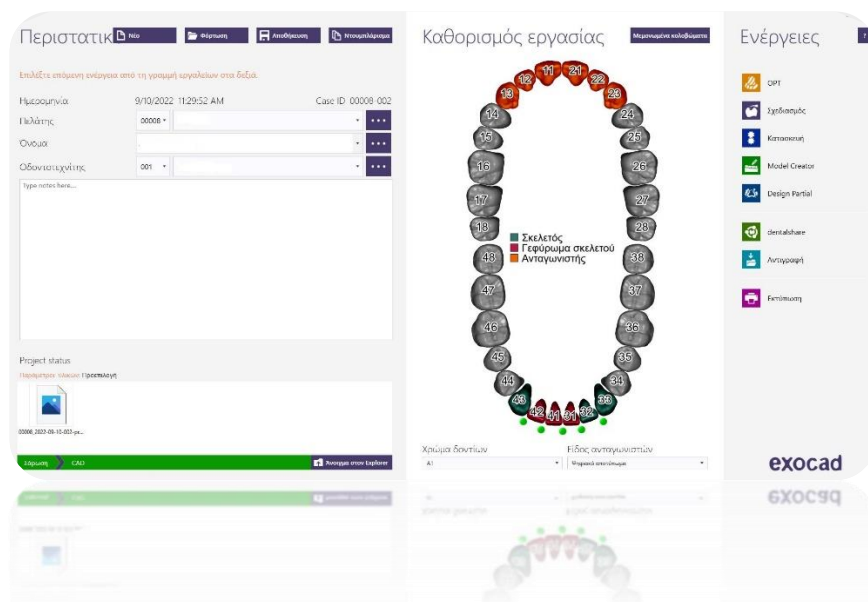 Περιστατικ
Νέο
Φόρτωση
Αποθήκευση
Ντουμπλάρισμα
Επιλέξτε επόμενη ενέργεια από τη γραμμή εργαλείων στα δεξιά.
Ημερομηνία 9/10/2022 11:29:52 AM Case ID: 00008-002
Πελάτης 00008
Όνομα
Οδοντοτεχνίτης 001
Type notes here...
Project status
Προεπιλογή
Σάρωση CAD
Άνοιγμα στον Explorer
Καθορισμός εργασίας
Μεμονωμένα κολοβώματα
11 21
12 22
13 23
14 24
15 25
16 26
17 27
18 28
Σκελετός
Γεφύρωμα σκελετού
Ανταγωνιστής
48 38
47 37
46 36
45 35
44 34
43 33
42 41 31 32
Χρώμα δοντιών
A1
Είδος ανταγωνιστών
Ψηφιακό αποτύπωμα
Ενέργειες
?
OPT
Σχεδιασμός
Κατασκευή
Model Creator
Design Partial
dentalshare
Αντιγραφή
Εκτύπωση
exocad